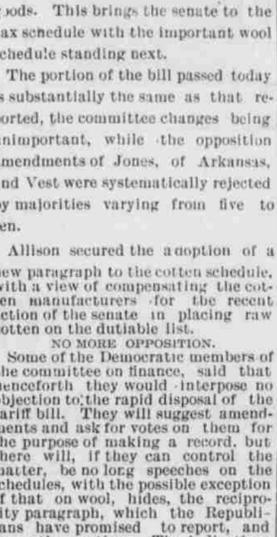 oods. This brings the senate to the
ax schedule with the important wool
chedule standing next.
The portion of the bill passed today
s substantially the same as that re-
orted, the committee changes being
nimportant, while the opposition
mendments of Jones, of Arkansas,
nd Vest were systematically rejected
y majorities varying from five to
en.
Allison secured the adoption of a
ew paragraph to the cotten schedule,
with a view of compensating the cot-
en manufacturers for the recent
ction of the senate in placing raw
otten on the dutiable list.
NO MORE OPPOSITION.
Some of the Democratic members of
he committee on finance, said that
henceforth they would interpose no
bjection to the rapid disposal of the
ariff bill. They will suggest amend-
ents and ask for votes on them for
he purpose of making a record, but
here will, if they can control the
atter, be no long speeches on the
chedules, with the possible exception
f that on wool, hides, the recipro-
ity paragraph, which the Republi-
ans have promised to report, and